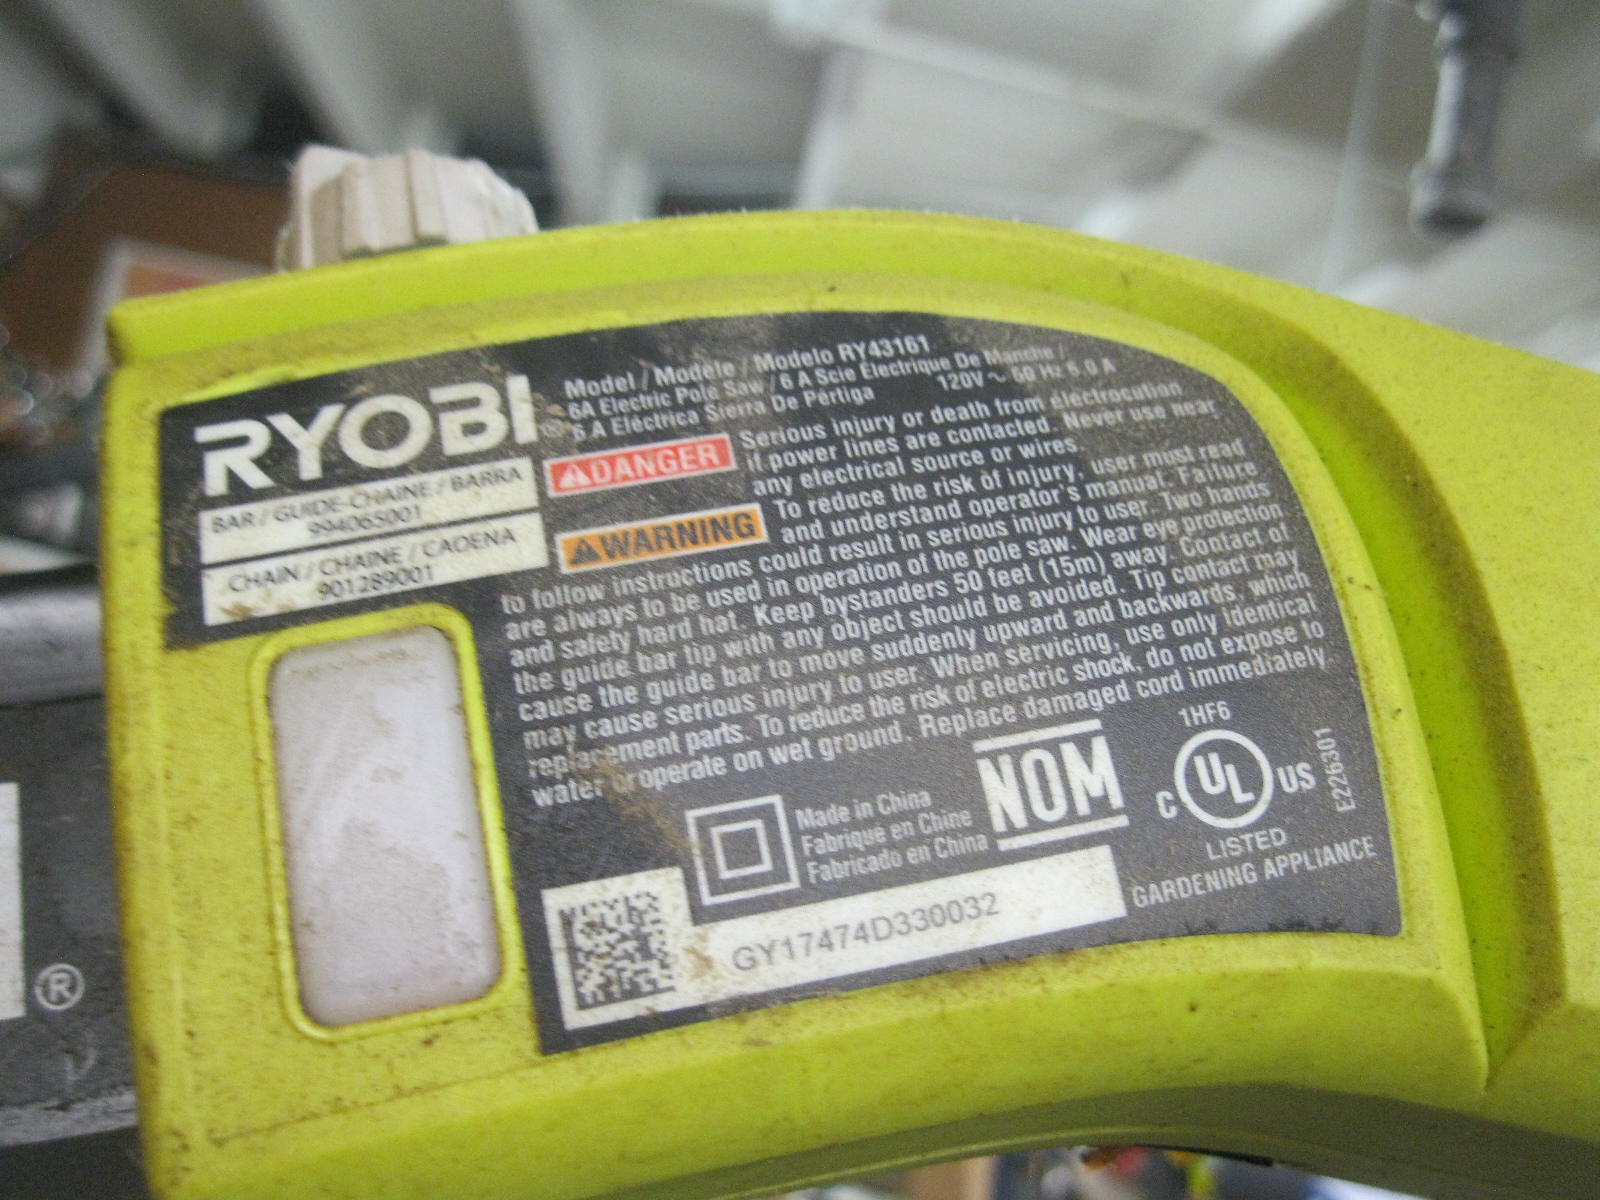 RYOBI®
Model / Modèle / Modelo RY43161
6A Electric Pole Saw / 6 A Scie Électrique De Manche /
6 A Eléctrica Sierra De Pértiga 120V ~ 60 Hz 6.0 A
BAR / GUIDE-CHAINE / BARRA
994065001
CHAIN / CHAINE / CADENA
901289001
DANGER
Serious injury or death from electrocution
if power lines are contacted. Never use near
any electrical source or wires.
WARNING
To reduce the risk of injury, user must read
and understand operator's manual. Failure
to follow instructions could result in serious injury to user. Two hands
are always to be used in operation of the pole saw. Wear eye protection
and safety hard hat. Keep bystanders 50 feet (15m) away. Contact of
the guide bar tip with any object should be avoided. Tip contact may
cause the guide bar to move suddenly upward and backwards, which
may cause serious injury to user. When servicing, use only identical
replacement parts. To reduce the risk of electric shock, do not expose to
water or operate on wet ground. Replace damaged cord immediately.
Made in China
Fabriqué en Chine
Fabricado en China
NOM
1HF6
C UL US
LISTED
GARDENING APPLIANCE
E226301
GY17474D330032
®